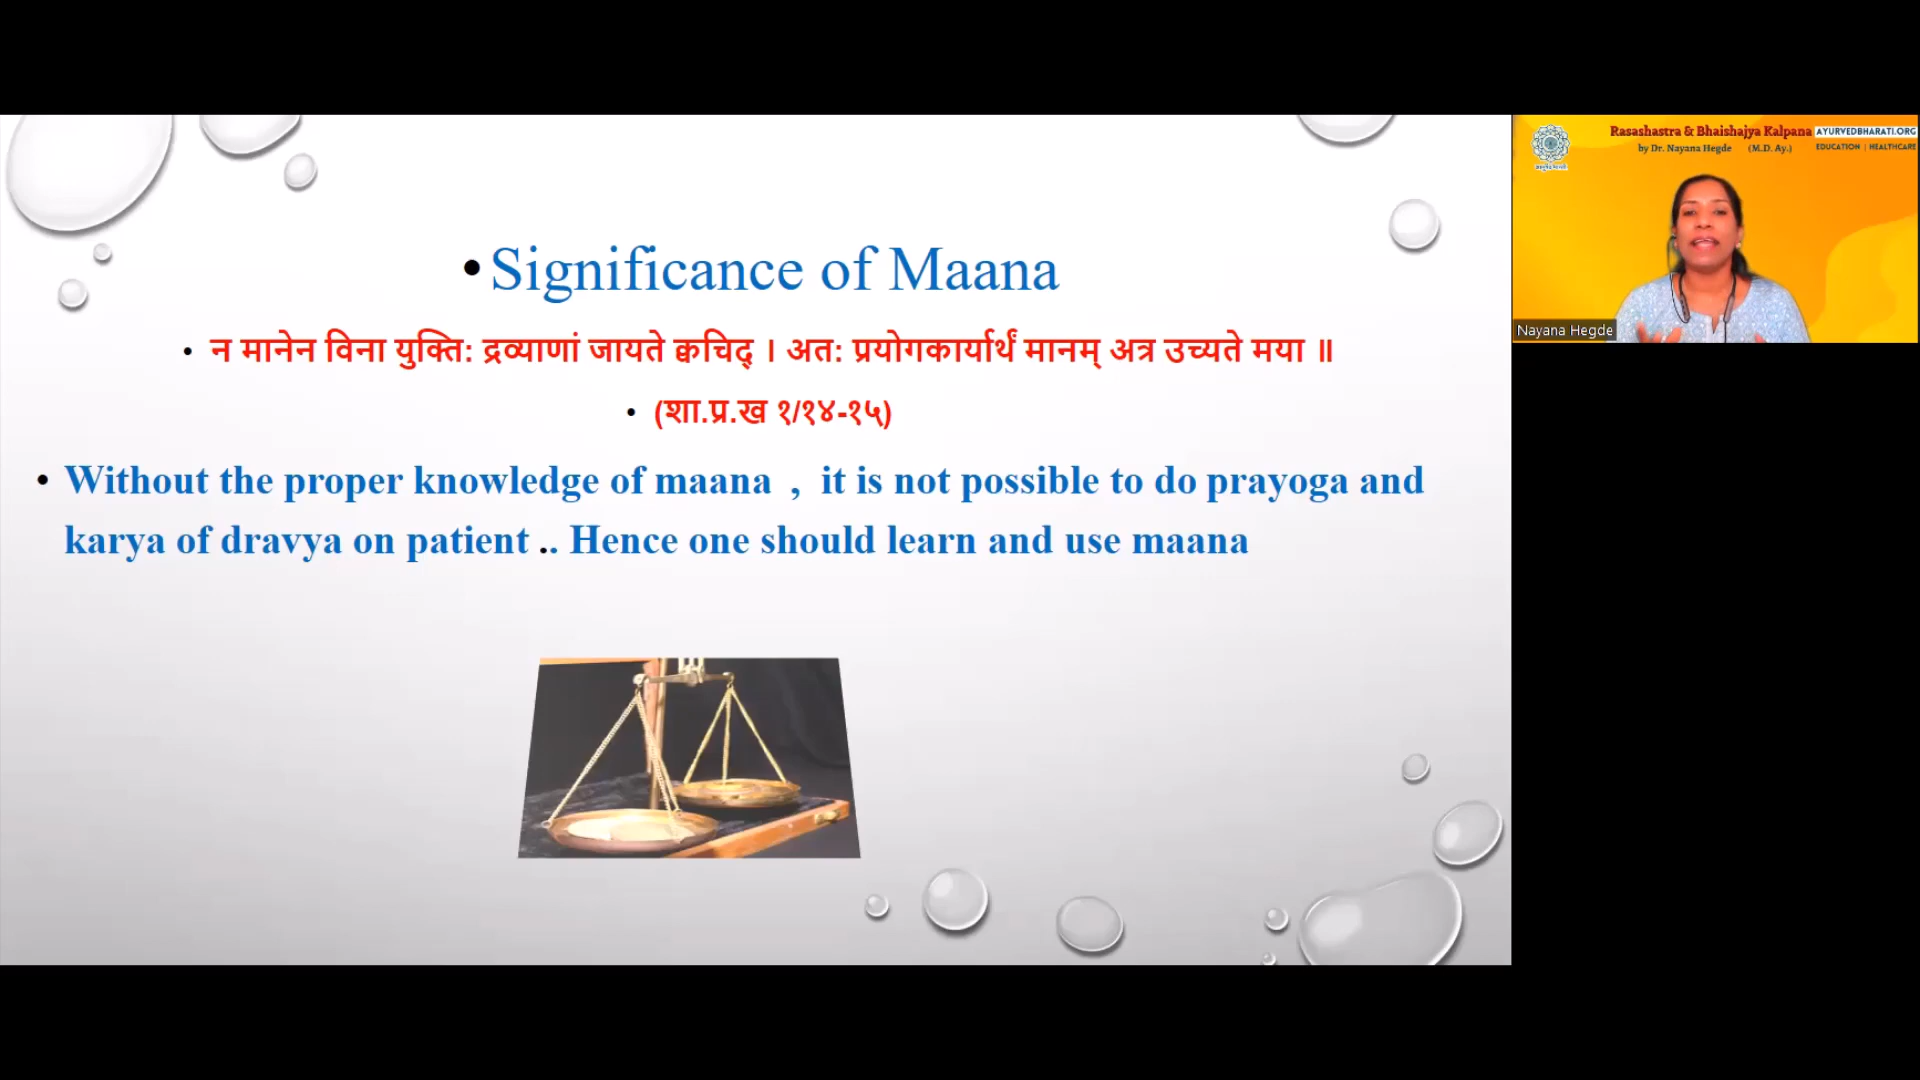 Significance of Maana
न मानेन विना युक्ति: द्रव्याणां जायते क्वचिद् । अत: प्रयोगकार्यार्थं मानम् अत्र उच्यते मया ॥
(शा.प्र.ख १/१४-१५)
Without the proper knowledge of maana , it is not possible to do prayoga and
karya of dravya on patient .. Hence one should learn and use maana
Rasashastra & Bhaishajya Kalpana
by Dr. Nayana Hegde (M.D. Ay.)
AYURVEDBHARATI.ORG
EDUCATION | HEALTHCARE
Nayana Hegde